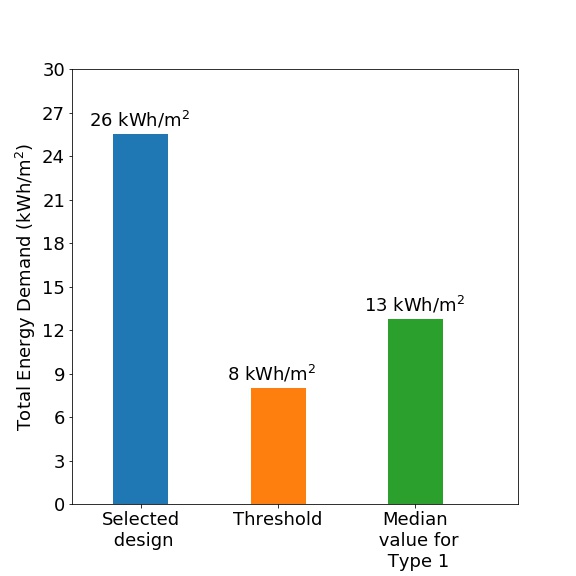 30
27
24
21
18
15
12
9
6
3
0
Total Energy Demand (kWh/m²)
26 kWh/m²
8 kWh/m²
13 kWh/m²
Selected
design
Threshold
Median
value for
Type 1